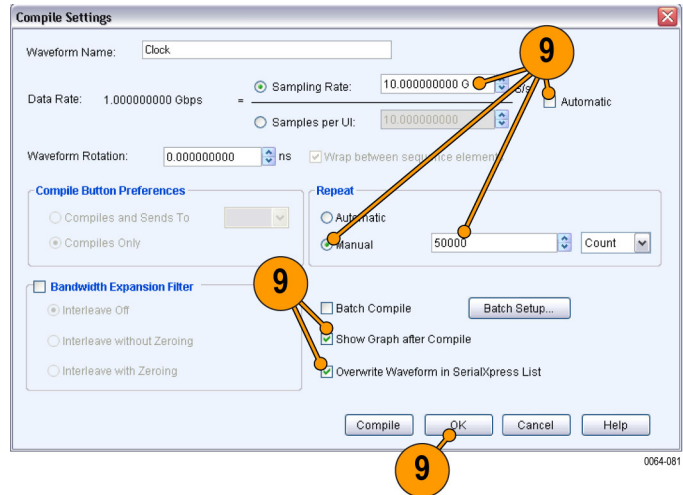 Compile Settings
Waveform Name: Clock
9
Sampling Rate: 10.000000000 G S/s
Data Rate: 1.000000000 Gbps =
Automatic
Samples per UI: 10.000000000
Waveform Rotation: 0.000000000 ns Wrap between sequence element
Compile Button Preferences
Compiles and Sends To
Compiles Only
Repeat
Automatic
Manual 50000 Count
Bandwidth Expansion Filter
Interleave Off
Interleave without Zeroing
Interleave with Zeroing
9
Batch Compile Batch Setup...
Show Graph after Compile
Overwrite Waveform in SerialXpress List
Compile OK Cancel Help
9
0064-081